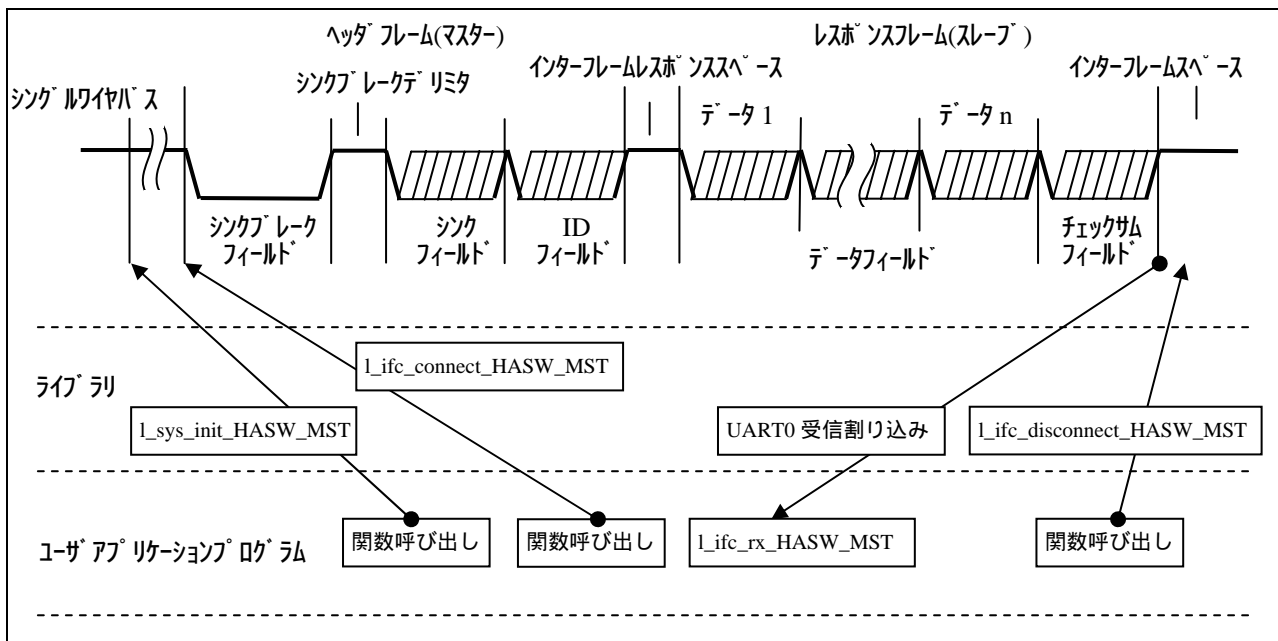 ヘッダフレーム(マスター)
レスポンスフレーム(スレーブ)
シンクブレークデリミタ
インターフレームレスポンススペース
インターフレームスペース
シングルワイヤバス
データ 1
データ n
シンクブレーク
フィールド
シンク
フィールド
ID
フィールド
データフィールド
チェックサム
フィールド
l_ifc_connect_HASW_MST
ライブラリ
l_sys_init_HASW_MST
UART0 受信割り込み
l_ifc_disconnect_HASW_MST
ユーザアプリケーションプログラム
関数呼び出し
関数呼び出し
l_ifc_rx_HASW_MST
関数呼び出し